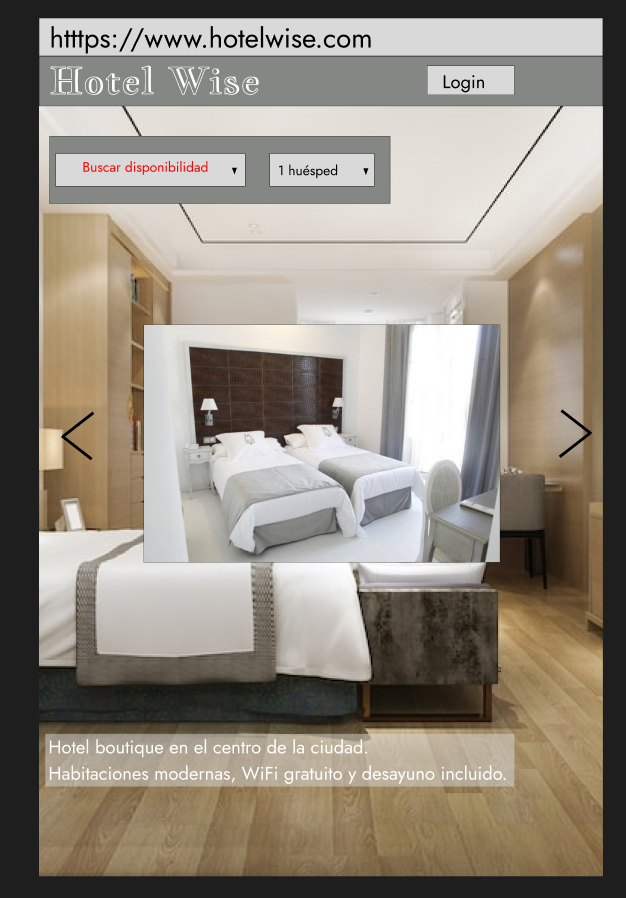 htttps://www.hotelwise.com
Hotel Wise
Login
Buscar disponibilidad ▾
1 huésped ▾
Hotel boutique en el centro de la ciudad.
Habitaciones modernas, WiFi gratuito y desayuno incluido.